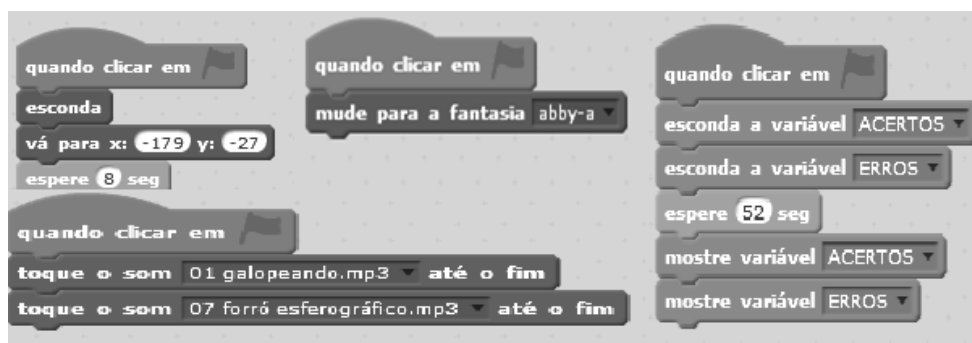 quando clicar em
esconda
vá para x: -179 y: -27
espere 8 seg
quando clicar em
toque o som 01 galopeando.mp3 até o fim
toque o som 07 forró esferográfico.mp3 até o fim
quando clicar em
mude para a fantasia abby-a
quando clicar em
esconda a variável ACERTOS
esconda a variável ERROS
espere 52 seg
mostre variável ACERTOS
mostre variável ERROS